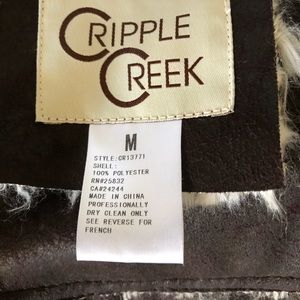 CRIPPLE
CREEK
M
STYLE:CR13771
SHELL:
100% POLYESTER
RN#25832
CA#24244
MADE IN CHINA
PROFESSIONALLY
DRY CLEAN ONLY
SEE REVERSE FOR
FRENCH